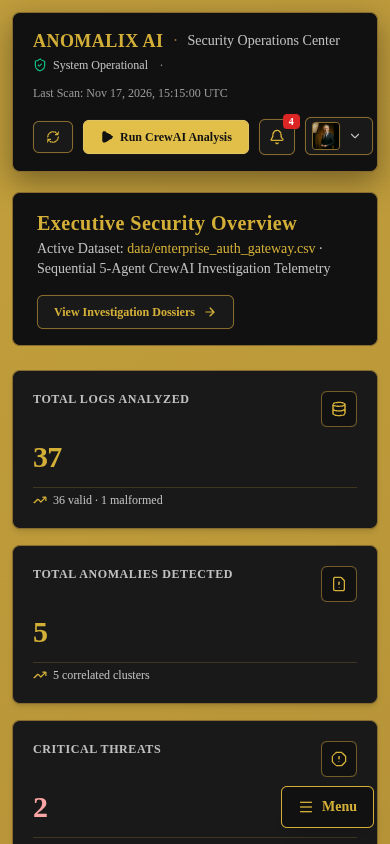 ANOMALIX AI · Security Operations Center
System Operational ·
Last Scan: Nov 17, 2026, 15:15:00 UTC
Run CrewAI Analysis
4
Executive Security Overview
Active Dataset: data/enterprise_auth_gateway.csv ·
Sequential 5-Agent CrewAI Investigation Telemetry
View Investigation Dossiers
TOTAL LOGS ANALYZED
37
36 valid · 1 malformed
TOTAL ANOMALIES DETECTED
5
5 correlated clusters
CRITICAL THREATS
2
Menu